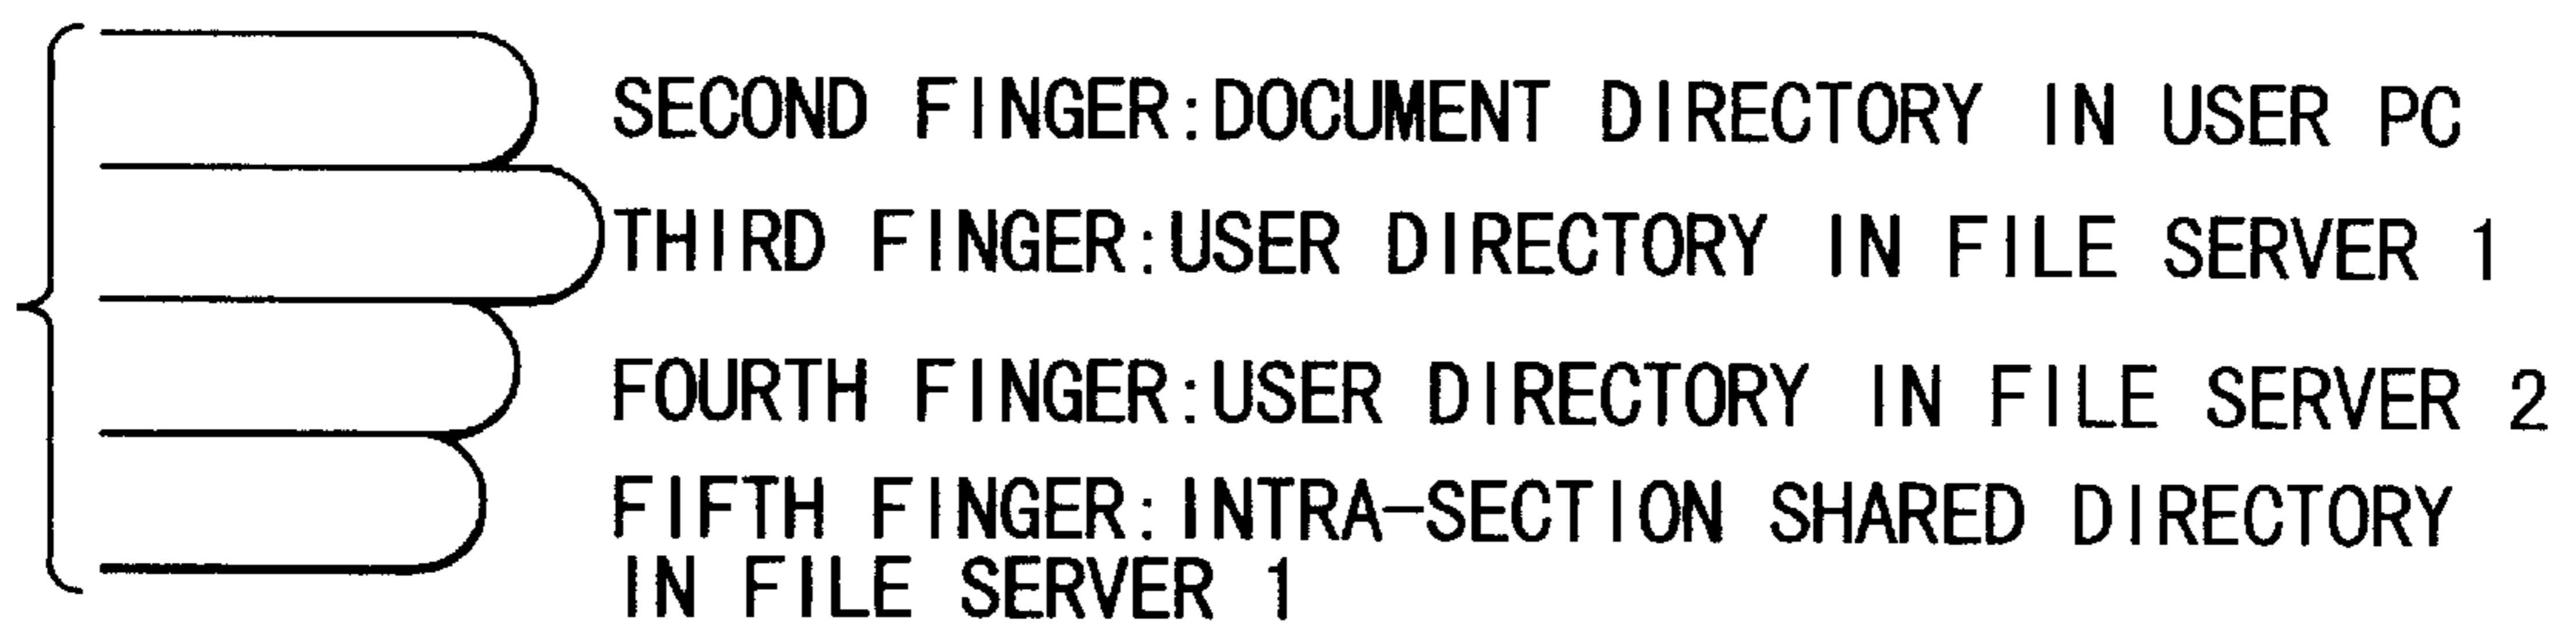 SECOND FINGER:DOCUMENT DIRECTORY IN USER PC
THIRD FINGER:USER DIRECTORY IN FILE SERVER 1
FOURTH FINGER:USER DIRECTORY IN FILE SERVER 2
FIFTH FINGER:INTRA-SECTION SHARED DIRECTORY
IN FILE SERVER 1